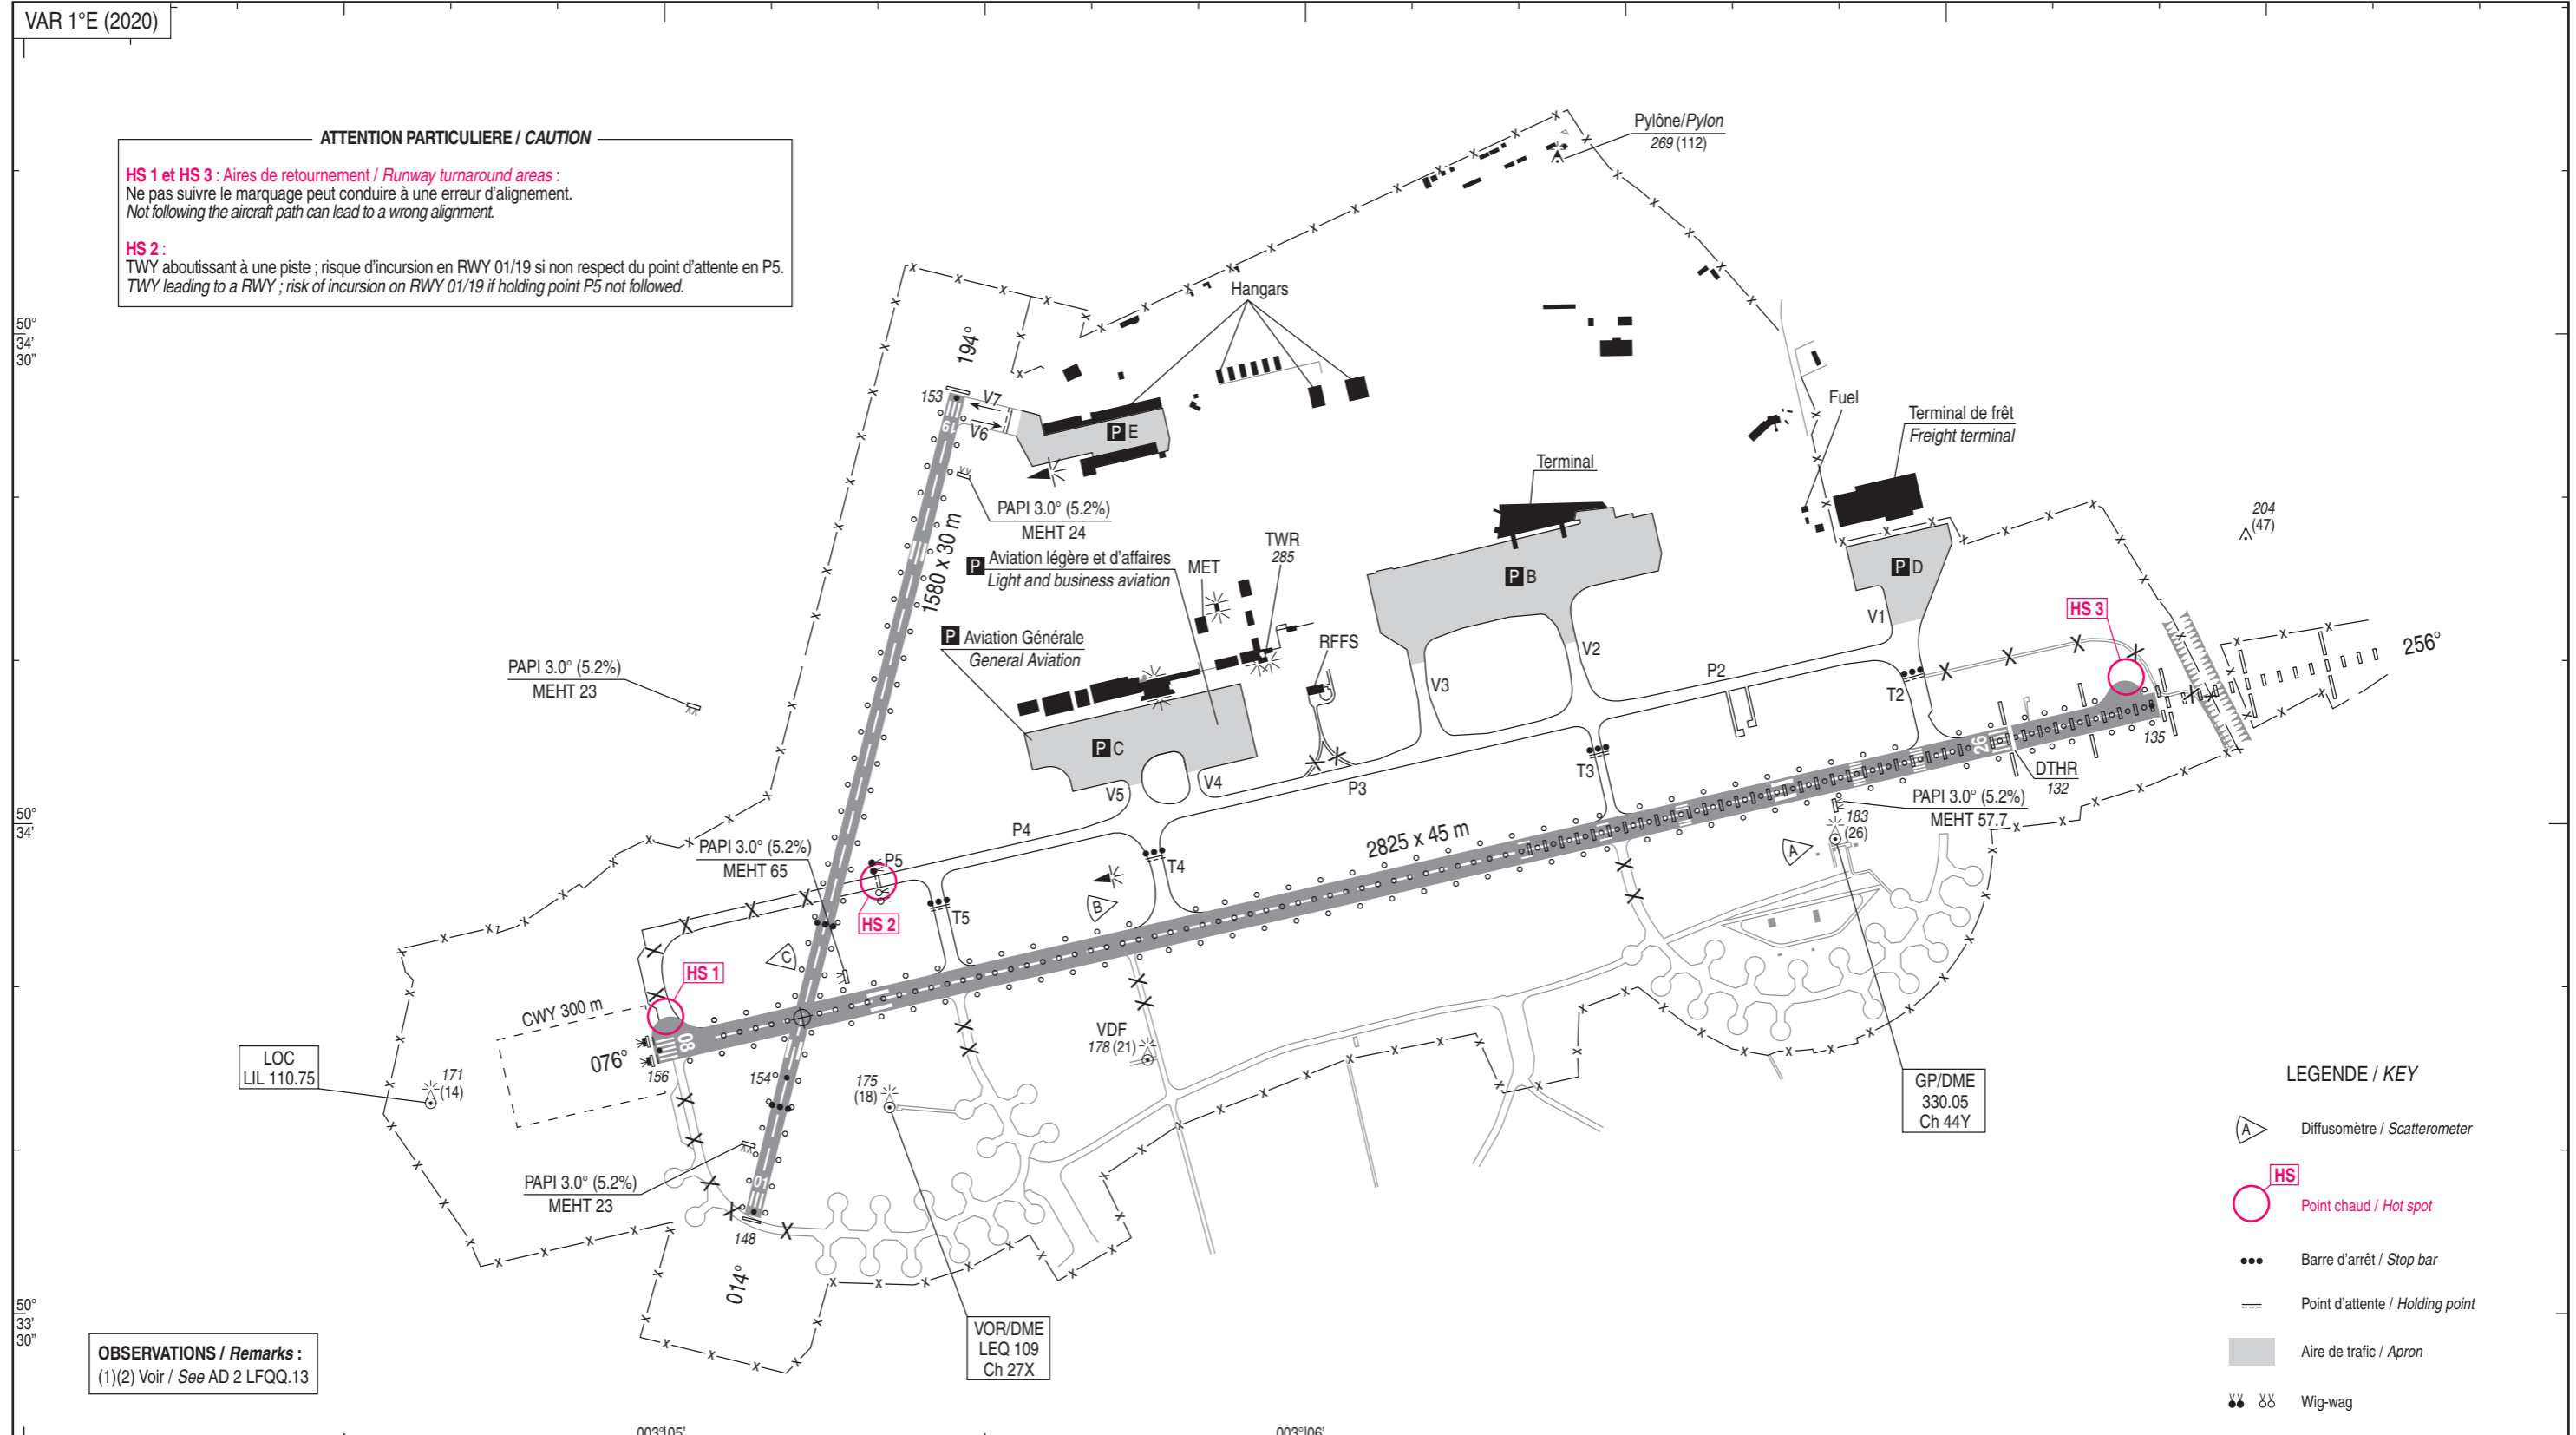 VAR 1°E (2020)
ATTENTION PARTICULIERE / CAUTION
HS 1 et HS 3 : Aires de retournement / Runway turnaround areas :
Ne pas suivre le marquage peut conduire à une erreur d'alignement.
Not following the aircraft path can lead to a wrong alignment.
HS 2 :
TWY aboutissant à une piste ; risque d'incursion en RWY 01/19 si non respect du point d'attente en P5.
TWY leading to a RWY ; risk of incursion on RWY 01/19 if holding point P5 not followed.
Pylône/Pylon
269 (112)
Hangars
50°
34'
30"
194°
153
V7
V6
19
P E
Fuel
Terminal de frêt
Freight terminal
Terminal
PAPI 3.0° (5.2%)
MEHT 24
1580 x 30 m
204
(47)
P Aviation légère et d'affaires
Light and business aviation
MET
TWR
285
P B
P D
V1
HS 3
P Aviation Générale
General Aviation
RFFS
V2
V3
P2
T2
256°
PAPI 3.0° (5.2%)
MEHT 23
P C
V5
V4
P3
T3
26
135
DTHR
132
PAPI 3.0° (5.2%)
MEHT 57.7
183
(26)
50°
34'
P4
2825 x 45 m
A
PAPI 3.0° (5.2%)
MEHT 65
P5
T4
HS 2
T5
B
C
HS 1
CWY 300 m
08
076°
156
LOC
LIL 110.75
171
(14)
154
175
(18)
VDF
178 (21)
GP/DME
330.05
Ch 44Y
PAPI 3.0° (5.2%)
MEHT 23
01
148
014°
VOR/DME
LEQ 109
Ch 27X
50°
33'
30"
OBSERVATIONS / Remarks :
(1)(2) Voir / See AD 2 LFQQ.13
LEGENDE / KEY
A Diffusomètre / Scatterometer
HS
Point chaud / Hot spot
Barre d'arrêt / Stop bar
Point d'attente / Holding point
Aire de trafic / Apron
Wig-wag
003°05'
003°06'